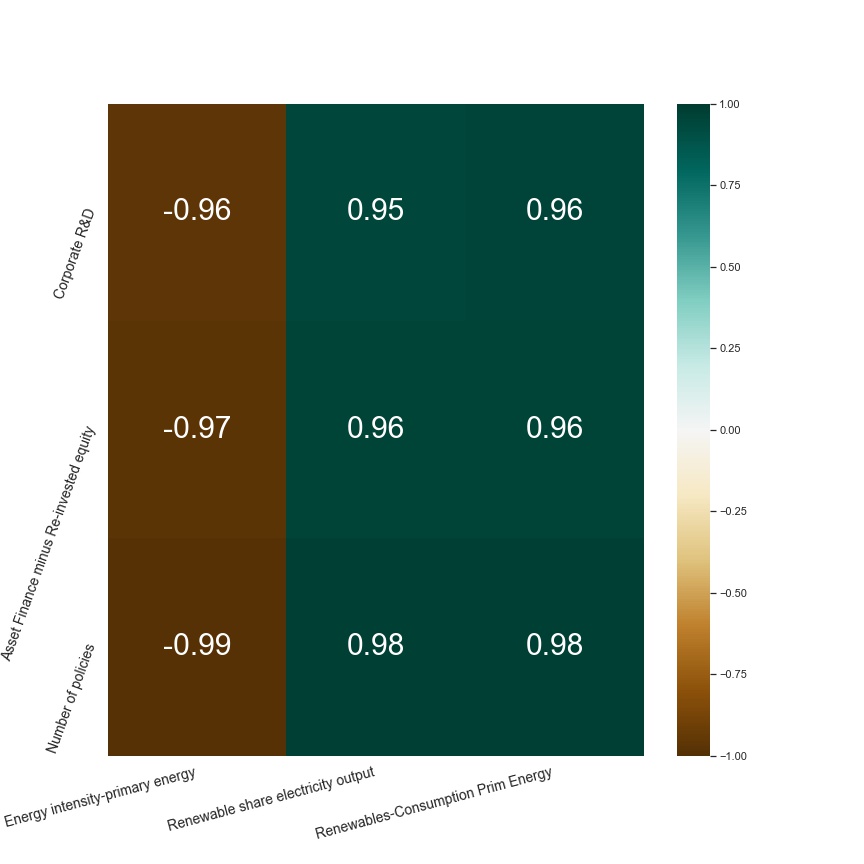 Corporate R&D
-0.96 0.95 0.96
Asset Finance minus Re-invested equity
-0.97 0.96 0.96
Number of policies
-0.99 0.98 0.98
Energy intensity-primary energy
Renewable share electricity output
Renewables-Consumption Prim Energy
1.00
0.75
0.50
0.25
0.00
−0.25
−0.50
−0.75
−1.00